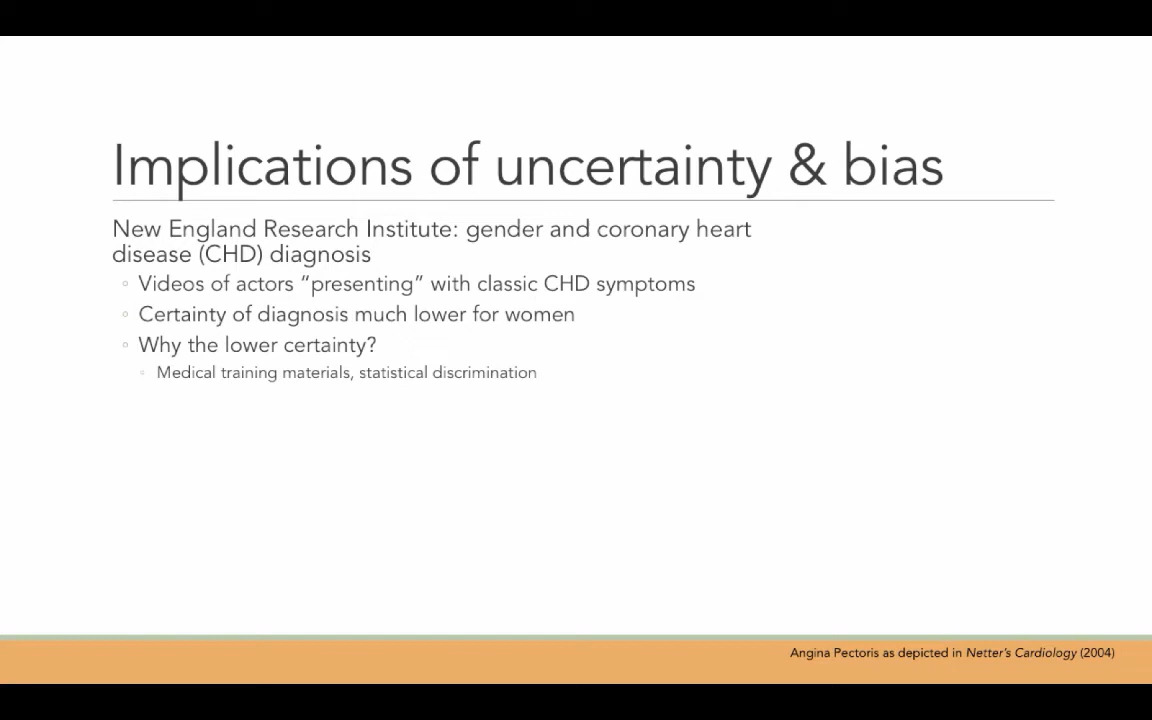 Implications of uncertainty & bias
New England Research Institute: gender and coronary heart
disease (CHD) diagnosis
◦ Videos of actors “presenting” with classic CHD symptoms
◦ Certainty of diagnosis much lower for women
◦ Why the lower certainty?
◦ Medical training materials, statistical discrimination
Angina Pectoris as depicted in Netter’s Cardiology (2004)